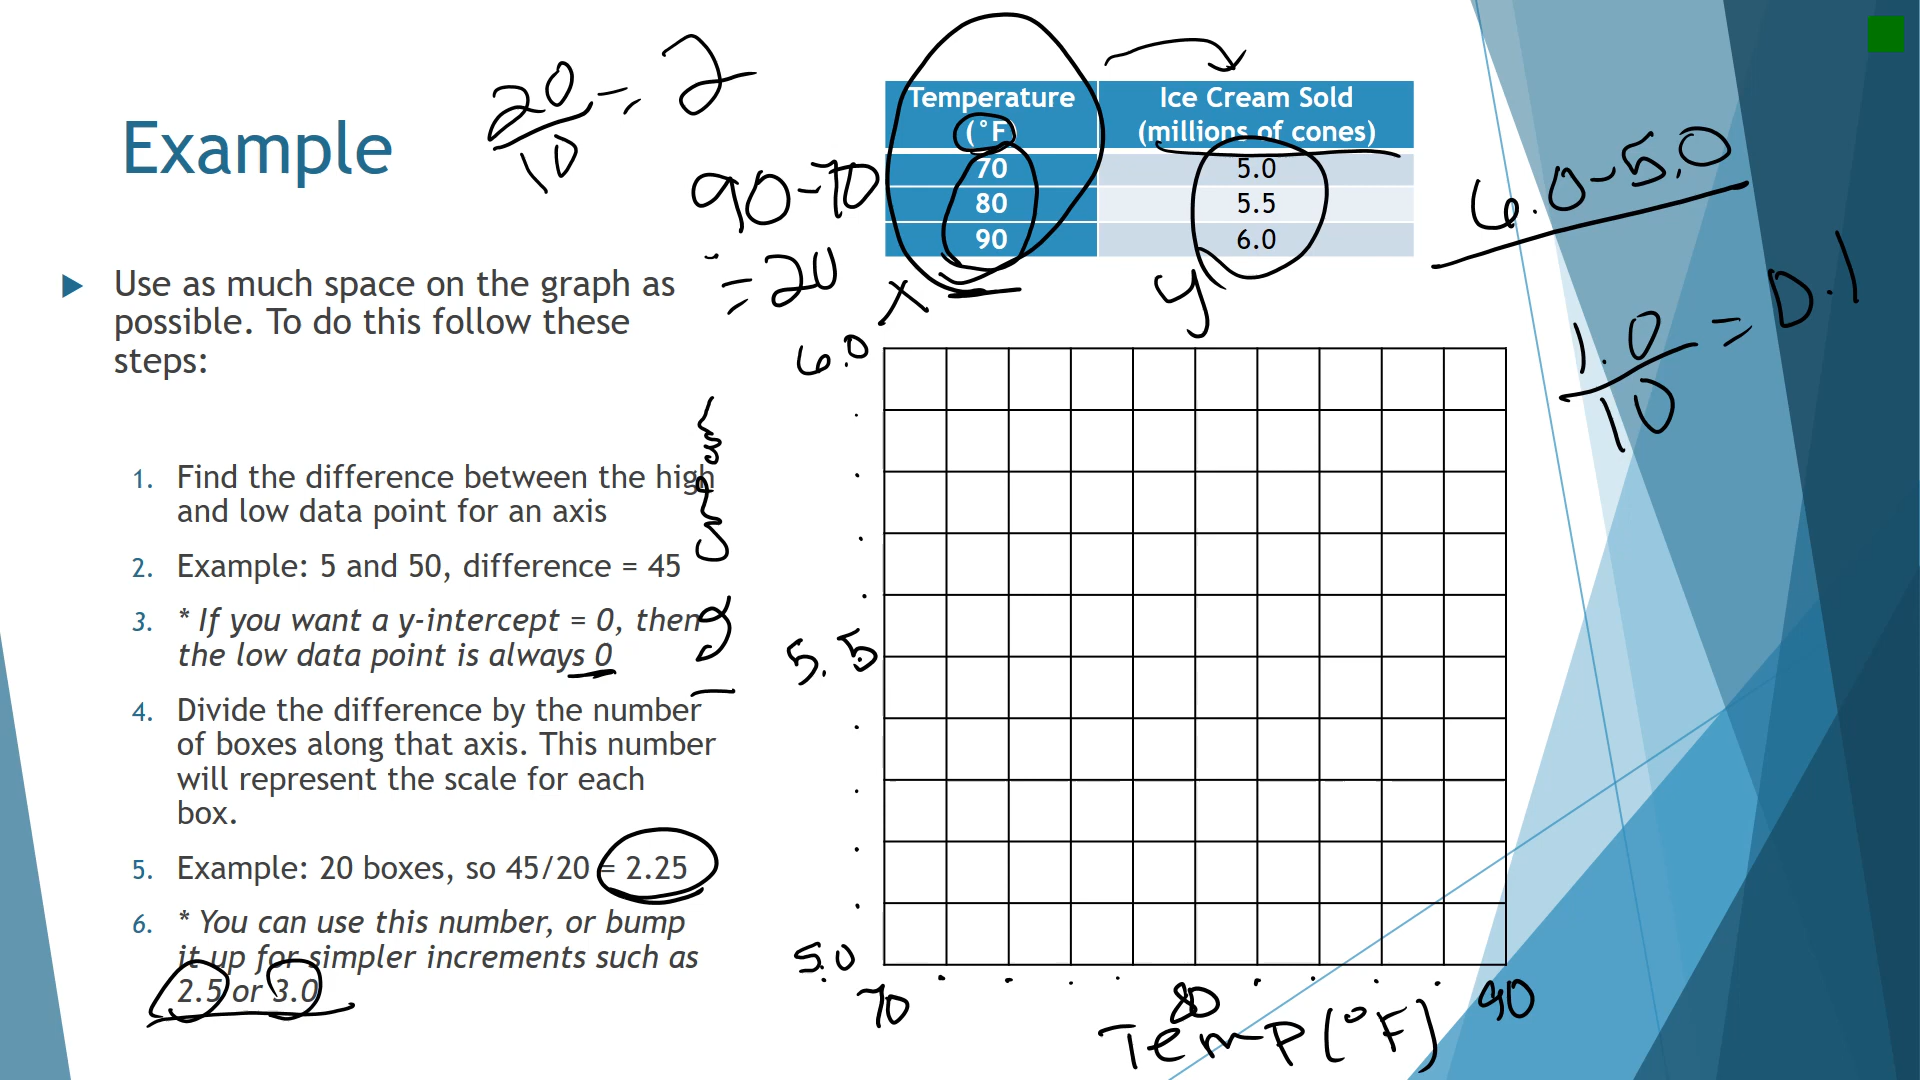 Example
20/10 = 2
90-70
= 20
Temperature (°F)
Ice Cream Sold (millions of cones)
70 5.0
80 5.5
90 6.0
x
y
6.0-5.0
1.0/10 = 0.1
Use as much space on the graph as
possible. To do this follow these
steps:
1. Find the difference between the high
and low data point for an axis
2. Example: 5 and 50, difference = 45
3. * If you want a y-intercept = 0, then
the low data point is always 0
4. Divide the difference by the number
of boxes along that axis. This number
will represent the scale for each
box.
5. Example: 20 boxes, so 45/20 = 2.25
6. * You can use this number, or bump
it up for simpler increments such as
2.5 or 3.0
6.0
5.5
5.0
70
80
90
Temp (°F)